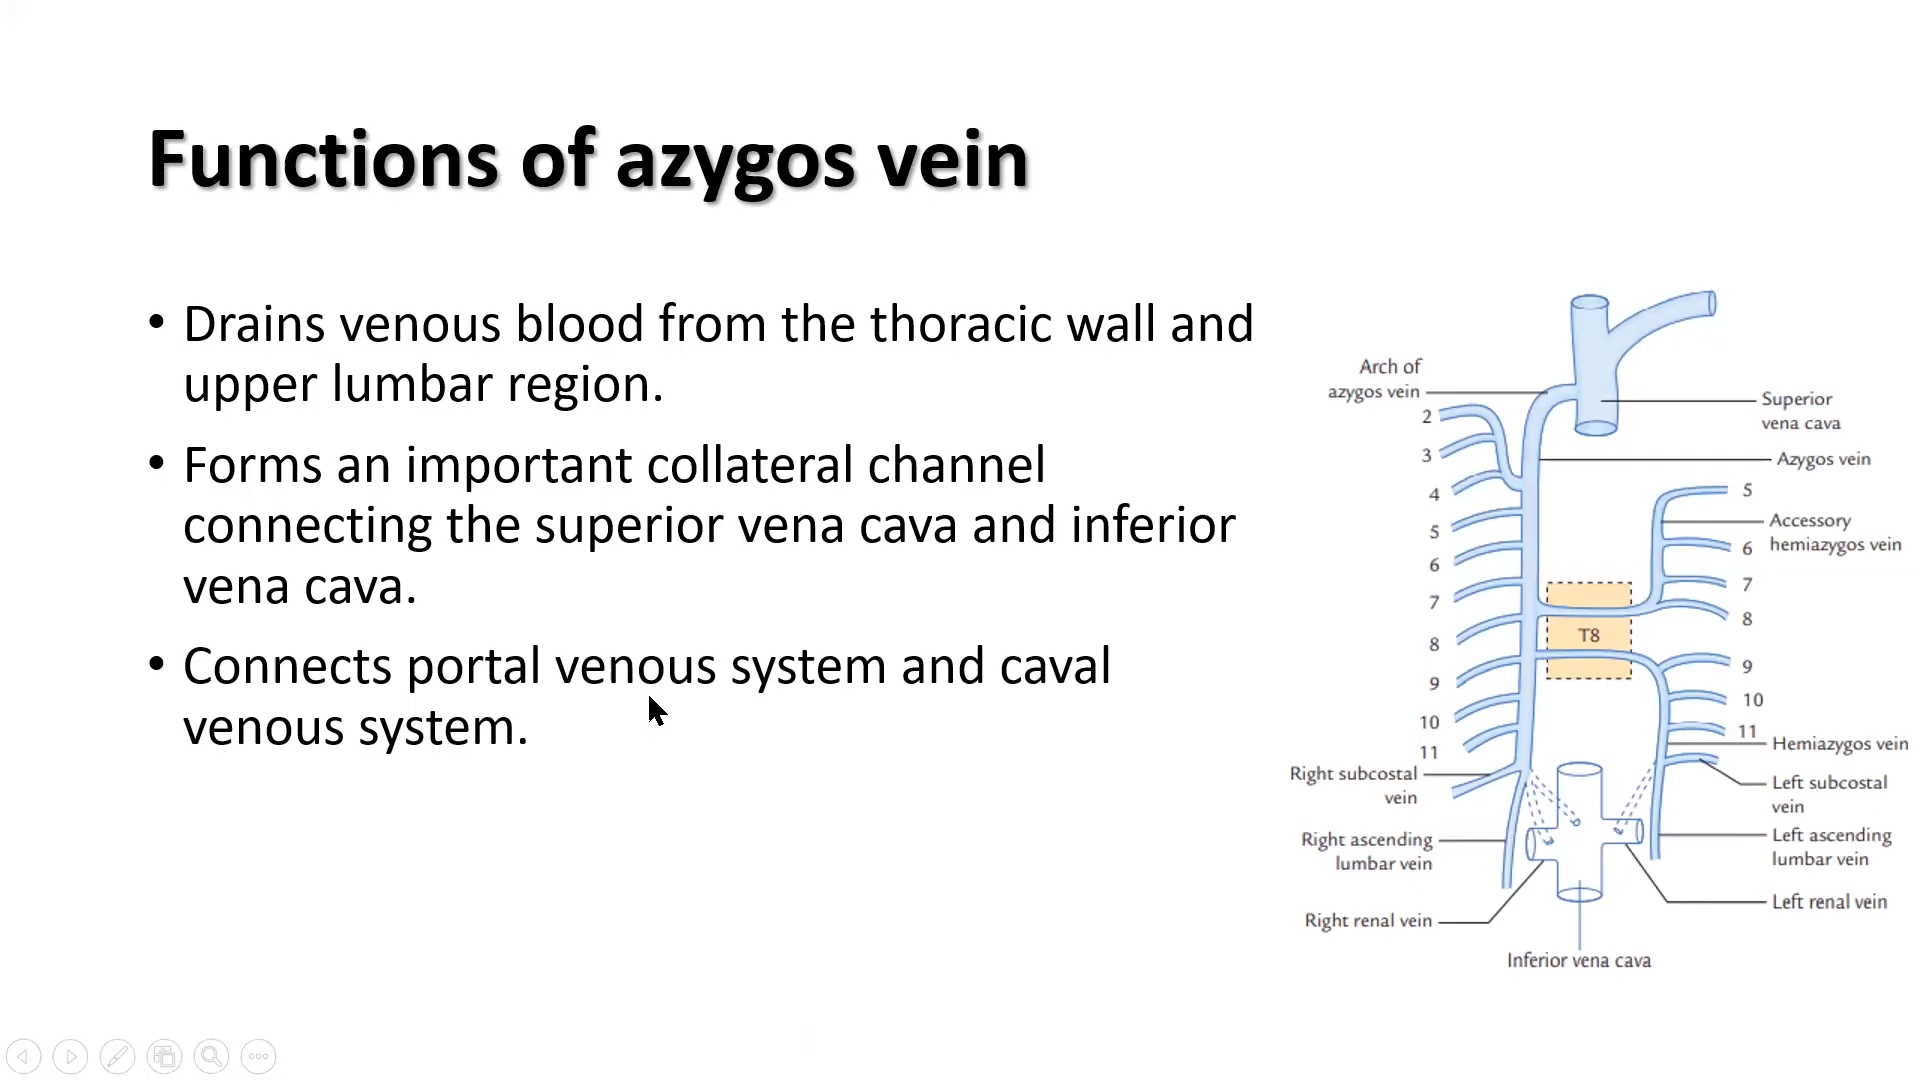 Functions of azygos vein
• Drains venous blood from the thoracic wall and
upper lumbar region.
• Forms an important collateral channel
connecting the superior vena cava and inferior
vena cava.
• Connects portal venous system and caval
venous system.
Arch of
azygos vein
2
3
4
5
6
7
8
9
10
11
Right subcostal
vein
Right ascending
lumbar vein
Right renal vein
T8
Inferior vena cava
Superior
vena cava
Azygos vein
5
Accessory
hemiazygos vein
6
7
8
9
10
11
Hemiazygos vein
Left subcostal
vein
Left ascending
lumbar vein
Left renal vein